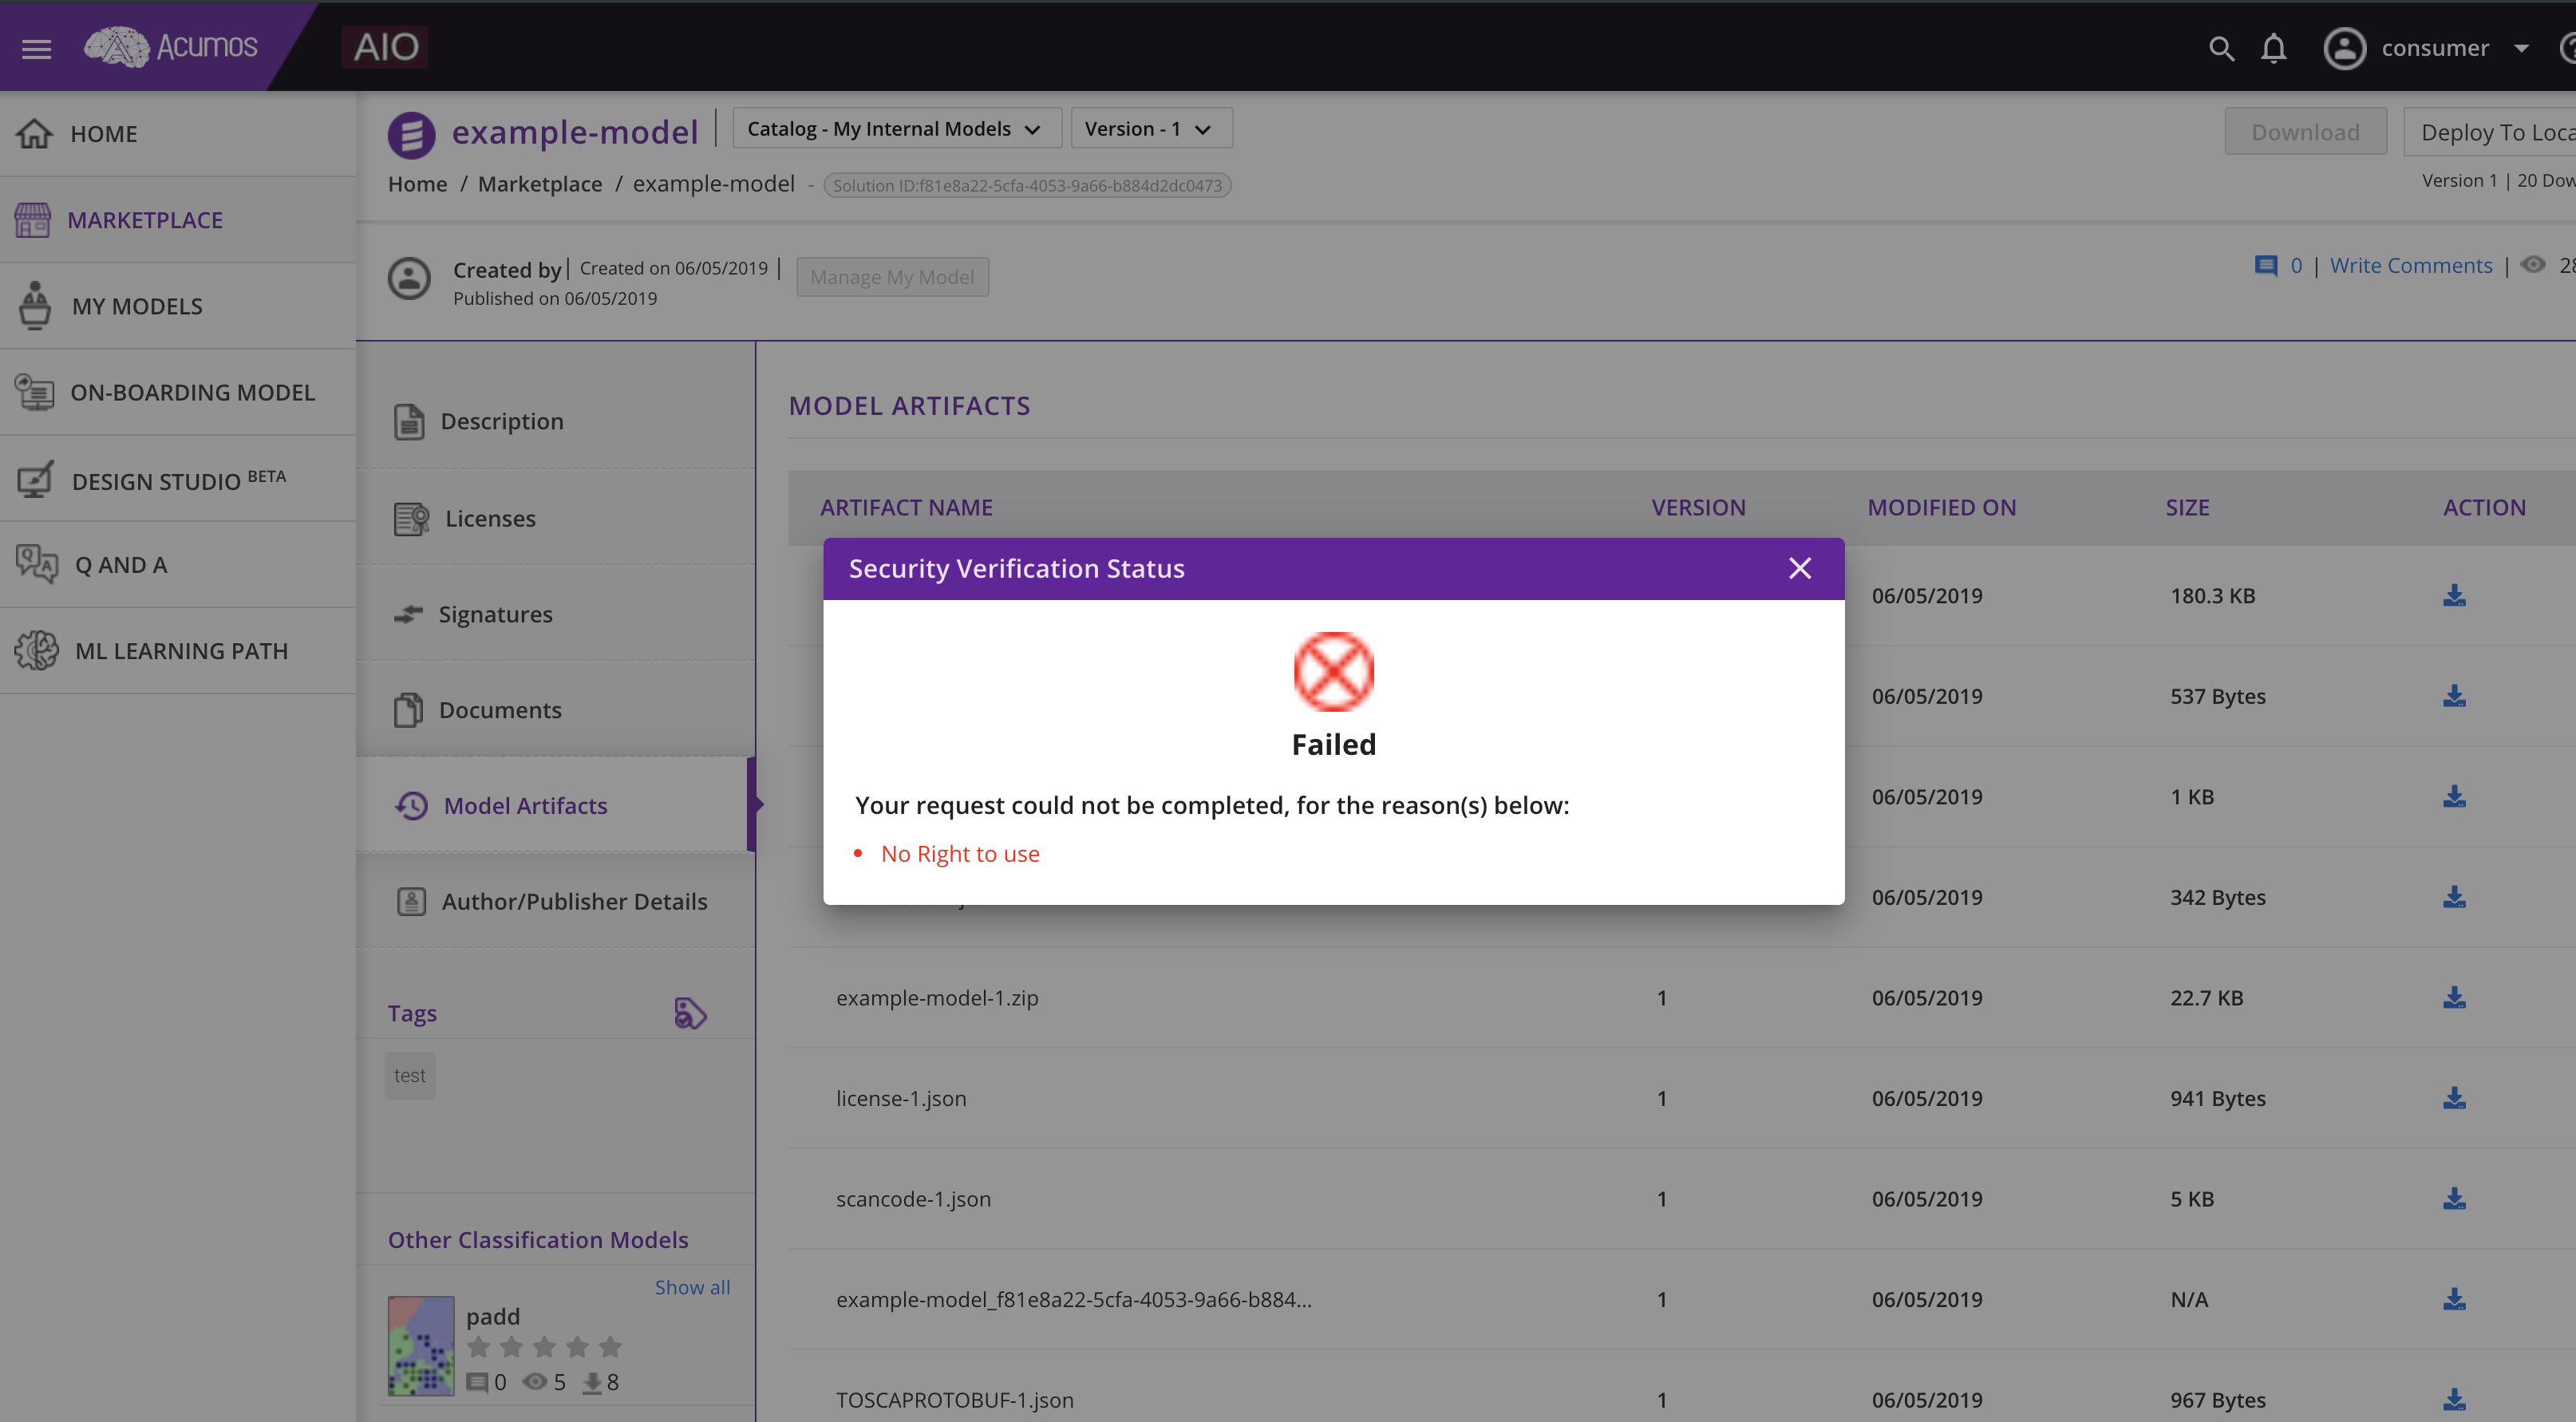 Acumos
AIO
consumer
HOME
MARKETPLACE
MY MODELS
ON-BOARDING MODEL
DESIGN STUDIO BETA
Q AND A
ML LEARNING PATH
example-model
Catalog - My Internal Models
Version - 1
Download
Deploy To Loca
Home / Marketplace / example-model - Solution ID:f81e8a22-5cfa-4053-9a66-b884d2dc0473
Version 1 | 20 Dow
Created by | Created on 06/05/2019 |
Published on 06/05/2019
Manage My Model
0 | Write Comments | 28
Description
Licenses
Signatures
Documents
Model Artifacts
Author/Publisher Details
Tags
test
Other Classification Models
Show all
padd
0 5 8
MODEL ARTIFACTS
ARTIFACT NAME VERSION MODIFIED ON SIZE ACTION
06/05/2019 180.3 KB
06/05/2019 537 Bytes
06/05/2019 1 KB
06/05/2019 342 Bytes
example-model-1.zip 1 06/05/2019 22.7 KB
license-1.json 1 06/05/2019 941 Bytes
scancode-1.json 1 06/05/2019 5 KB
example-model_f81e8a22-5cfa-4053-9a66-b884... 1 06/05/2019 N/A
TOSCAPROTOBUF-1.json 1 06/05/2019 967 Bytes
Security Verification Status
Failed
Your request could not be completed, for the reason(s) below:
• No Right to use